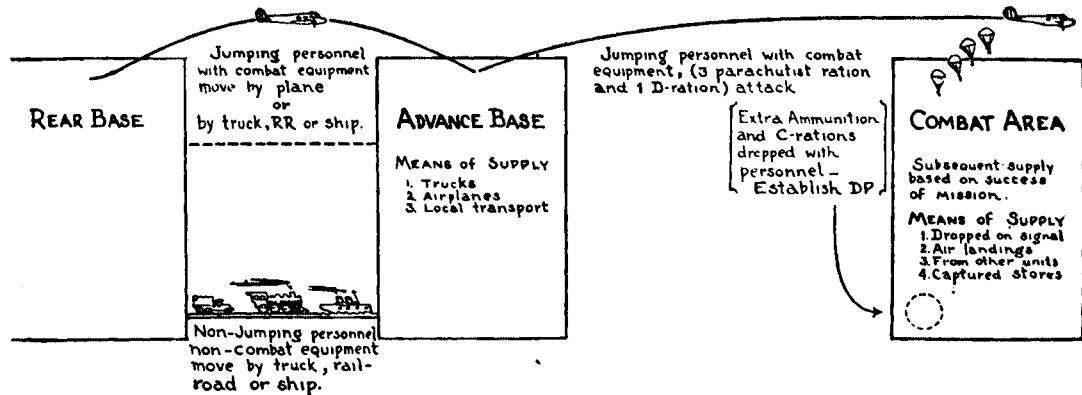 REAR BASE
Jumping personnel
with combat equipment
move by plane
or
by truck, RR or ship.
Non-Jumping personnel
non-combat equipment
move by truck, rail-
road or ship.
ADVANCE BASE
MEANS OF SUPPLY
1. Trucks
2. Airplanes
3. Local transport
Jumping personnel with combat
equipment, (3 parachutist ration
and 1 D-ration) attack
Extra Ammunition
and C-rations
dropped with
personnel -
Establish DP
COMBAT AREA
Subsequent supply
based on success
of mission.
MEANS OF SUPPLY
1. Dropped on signal
2. Air landings
3. From other units
4. Captured stores